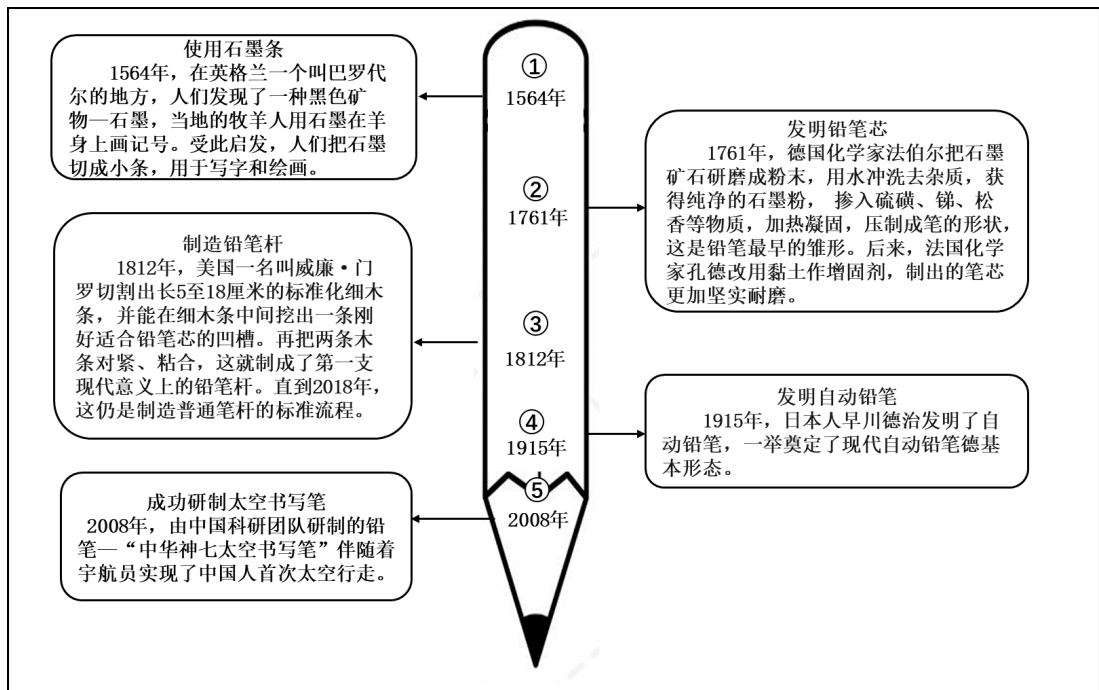 使用石墨条
1564年，在英格兰一个叫巴罗代
尔的地方，人们发现了一种黑色矿
物—石墨，当地的牧羊人用石墨在羊
身上画记号。受此启发，人们把石墨
切成小条，用于写字和绘画。
①
1564年
发明铅笔芯
1761年，德国化学家法伯尔把石墨
矿石研磨成粉末，用水冲洗去杂质，获
得纯净的石墨粉， 掺入硫磺、锑、松
香等物质，加热凝固，压制成笔的形状，
这是铅笔最早的雏形。后来，法国化学
家孔德改用黏土作增固剂，制出的笔芯
更加坚实耐磨。
②
1761年
制造铅笔杆
1812年，美国一名叫威廉·门
罗切割出长5至18厘米的标准化细木
条，并能在细木条中间挖出一条刚
好适合铅笔芯的凹槽。再把两条木
条对紧、粘合，这就制成了第一支
现代意义上的铅笔杆。直到2018年，
这仍是制造普通笔杆的标准流程。
③
1812年
发明自动铅笔
1915年，日本人早川德治发明了自
动铅笔，一举奠定了现代自动铅笔德基
本形态。
④
1915年
成功研制太空书写笔
2008年，由中国科研团队研制的铅
笔—“中华神七太空书写笔”伴随着
宇航员实现了中国人首次太空行走。
⑤
2008年